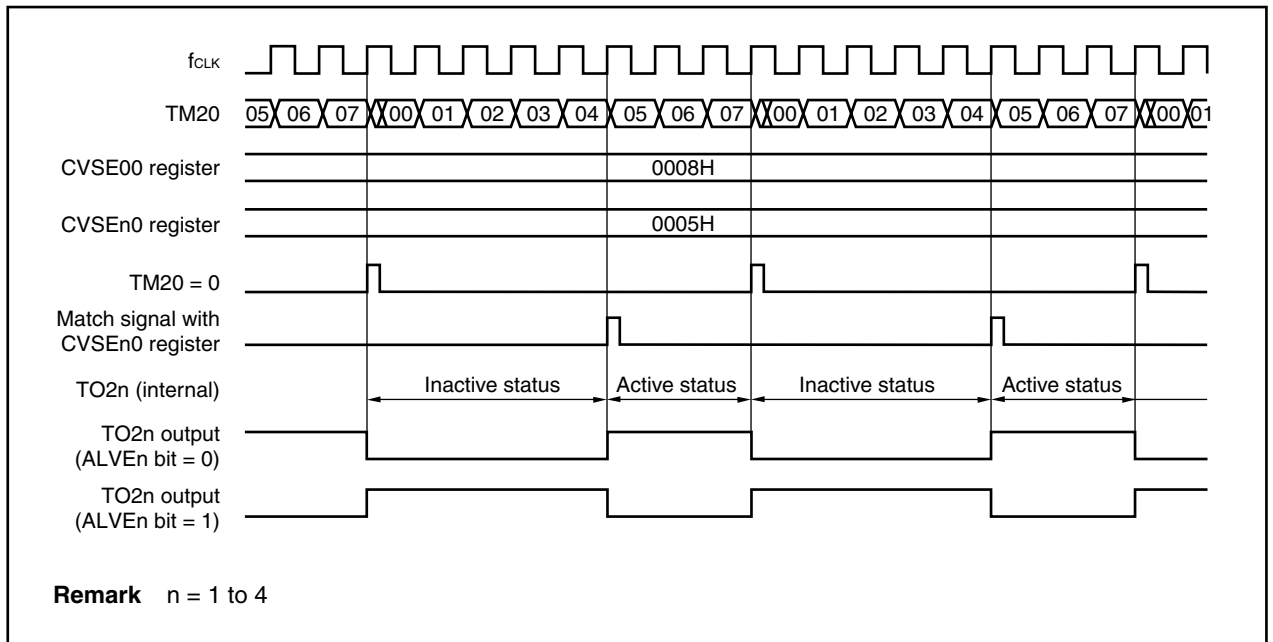 fCLK
TM20 05 06 07 00 01 02 03 04 05 06 07 00 01 02 03 04 05 06 07 00 01
CVSE00 register 0008H
CVSEn0 register 0005H
TM20 = 0
Match signal with
CVSEn0 register
TO2n (internal) Inactive status Active status Inactive status Active status
TO2n output
(ALVEn bit = 0)
TO2n output
(ALVEn bit = 1)
Remark n = 1 to 4